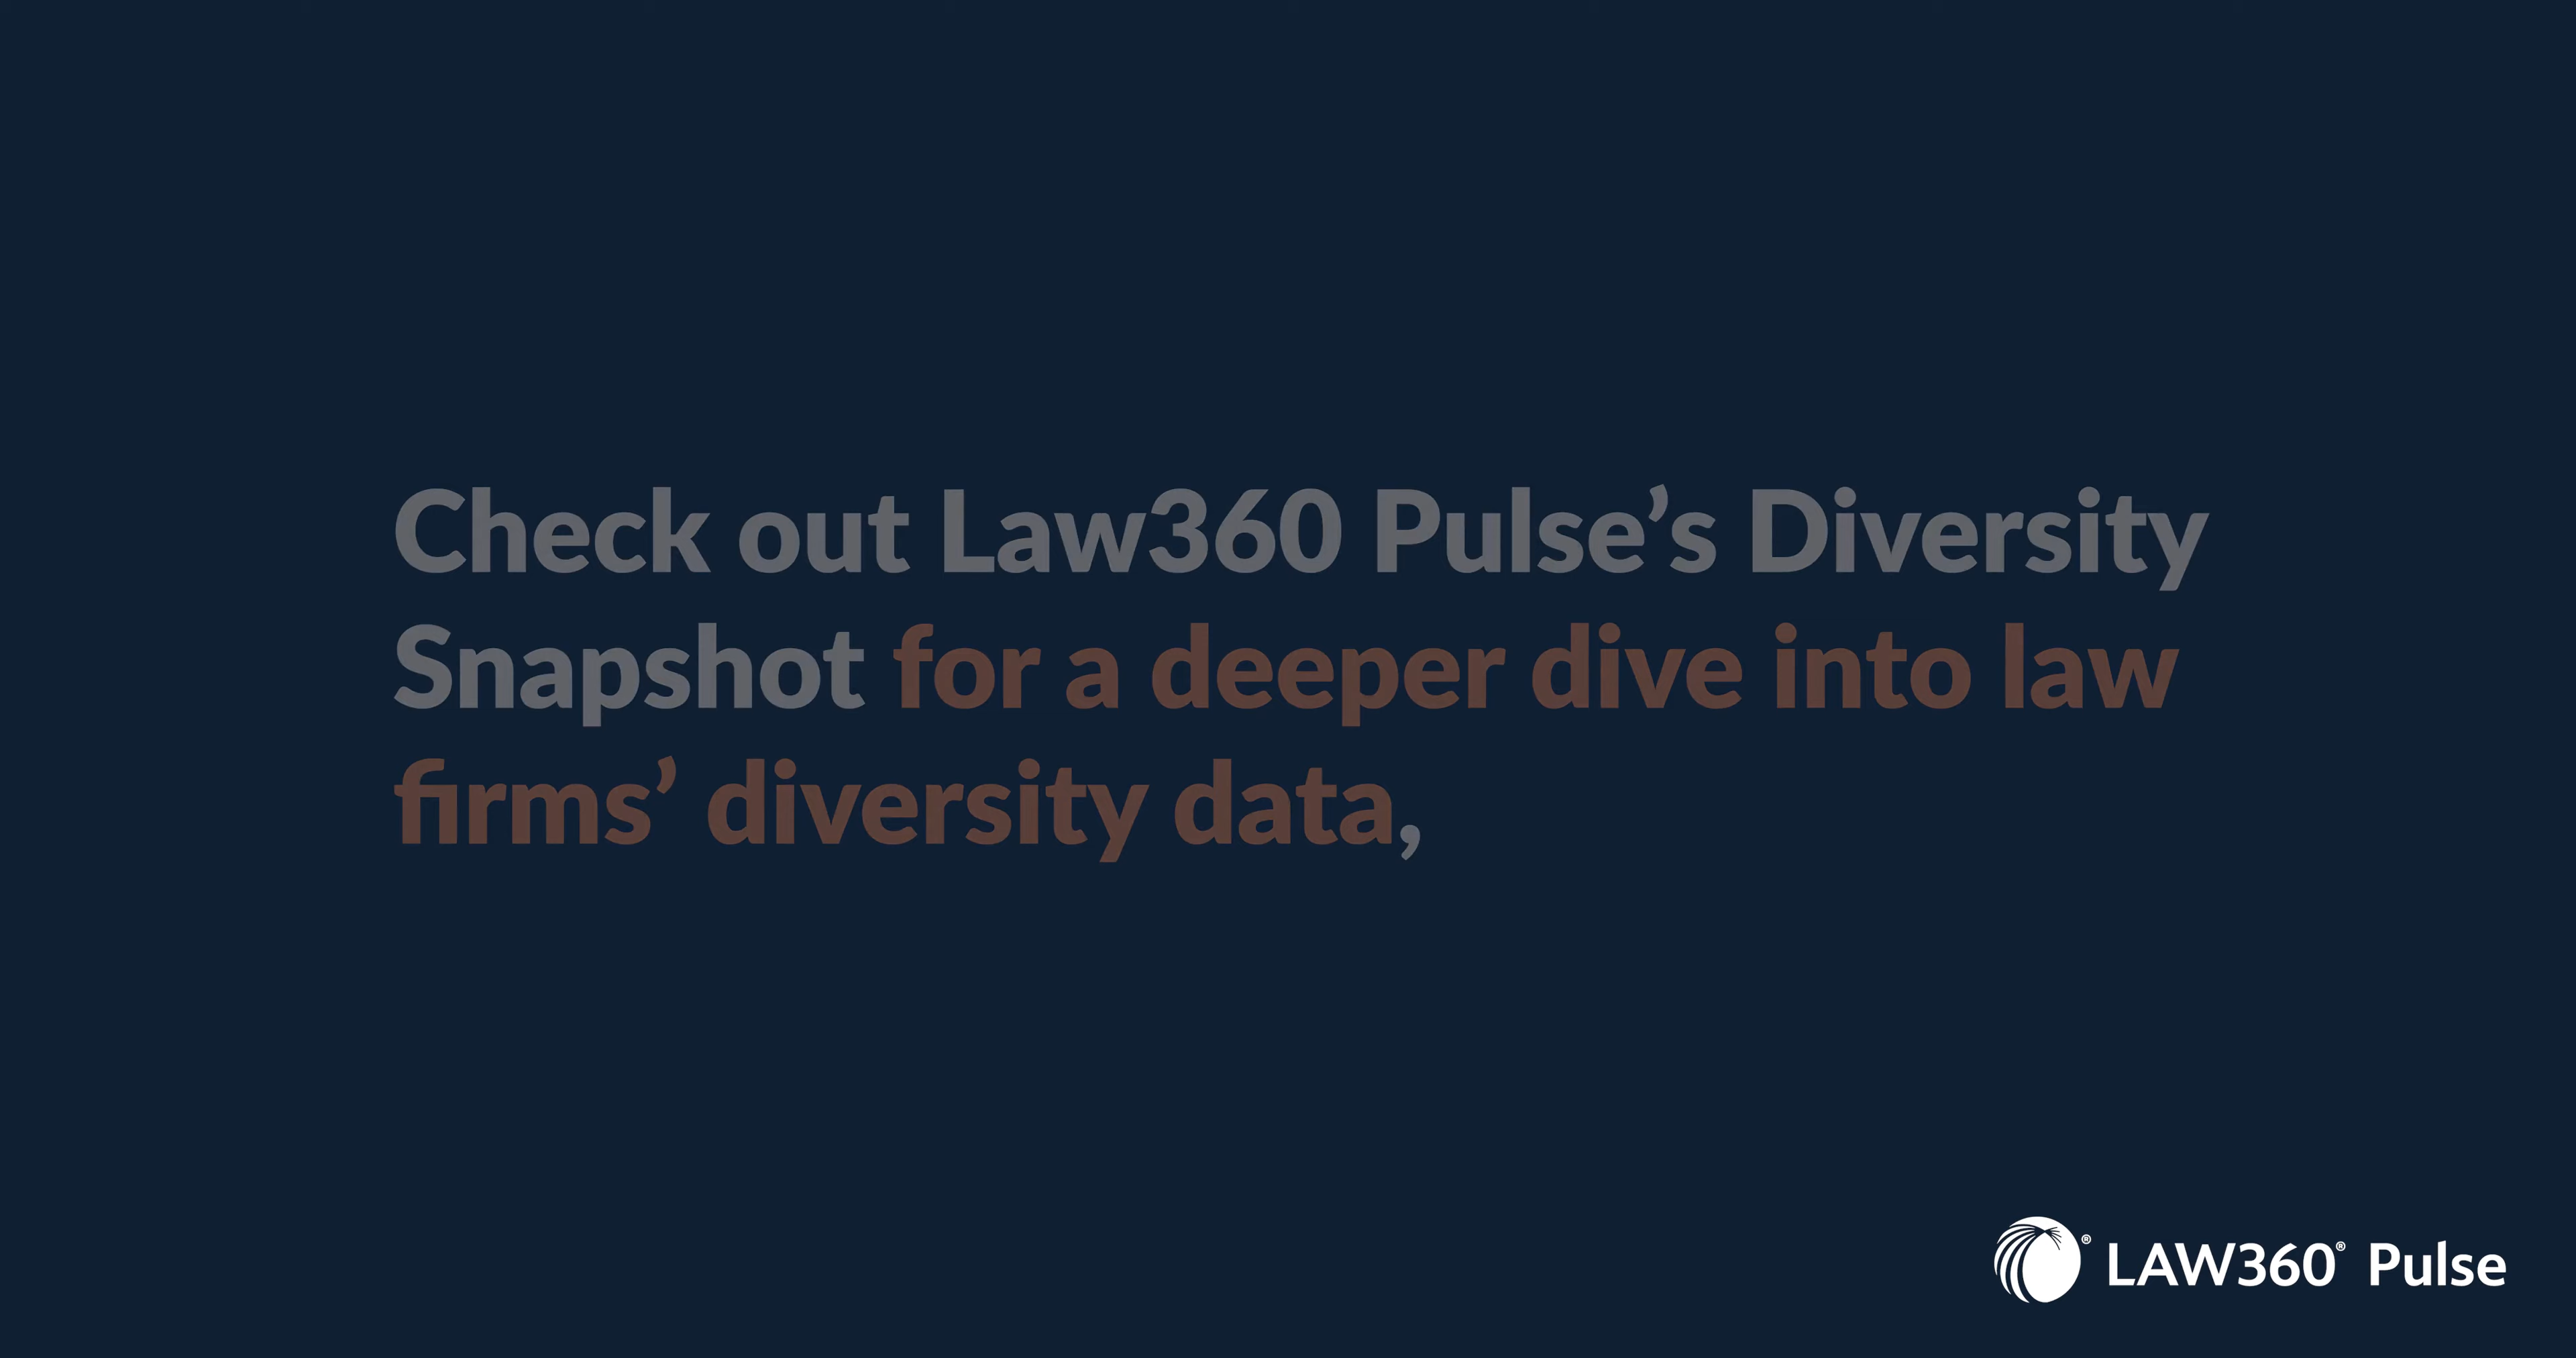 Check out Law360 Pulse’s Diversity
Snapshot for a deeper dive into law
firms’ diversity data,
® LAW360® Pulse